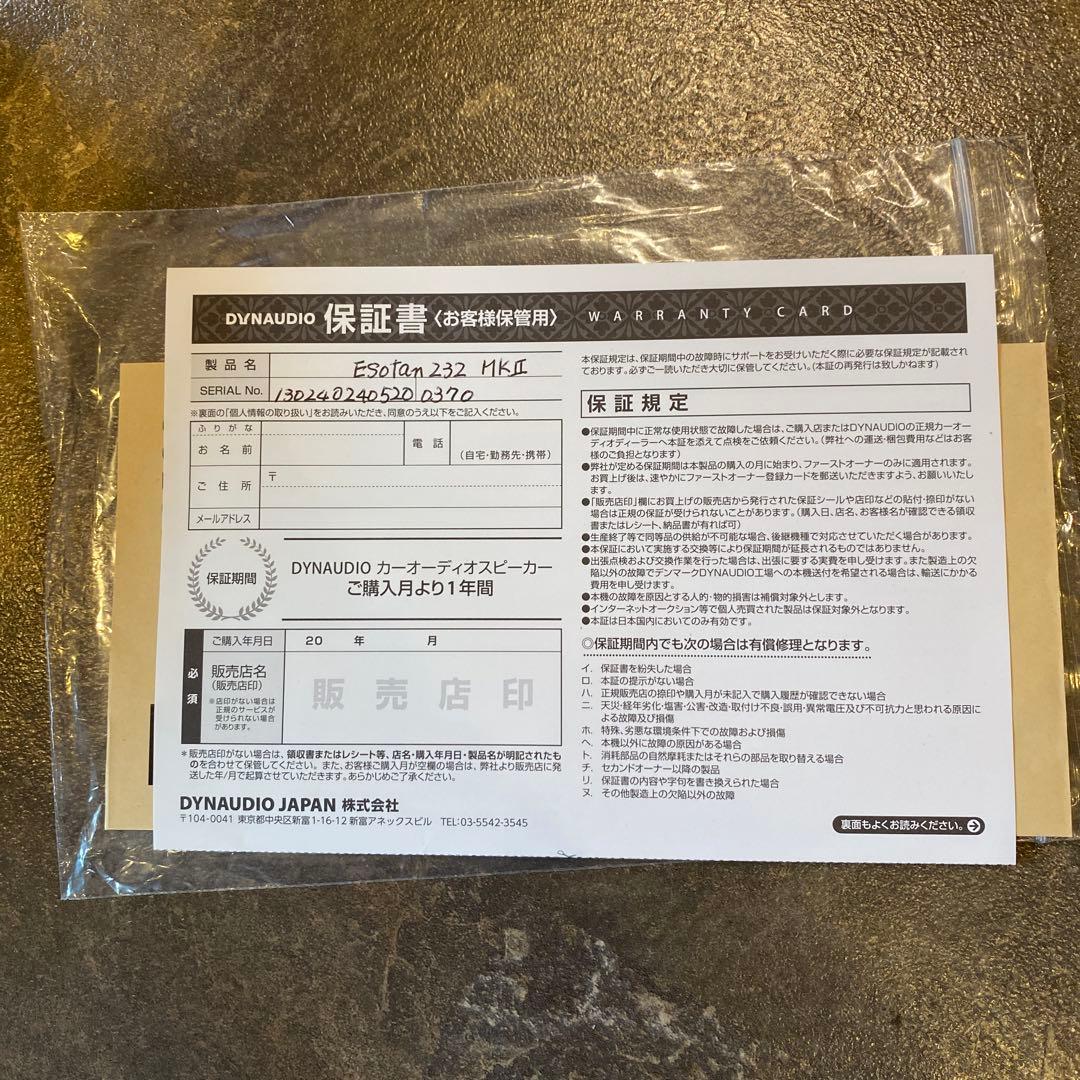 DYNAUDIO 保証書〈お客様保管用〉 WARRANTY CARD
製品名 Esotan 232 MKⅡ
SERIAL No. 130240240520 0370
※裏面の「個人情報の取り扱い」をお読みいただき、同意のうえ以下をご記入ください。
ふりがな
お名前
電話
(自宅・勤務先・携帯)
ご住所 〒
メールアドレス
保証期間
DYNAUDIO カーオーディオスピーカー
ご購入月より1年間
必須
ご購入年月日 20 年 月
販売店名
(販売店印)
※店印がない場合は
正規のサービスが
受けられない場合
があります。
販売店印
*販売店印がない場合は、領収書またはレシート等、店名・購入年月日・製品名が明記されたも
のを合わせて保管してください。また、お客様ご購入月が空欄の場合は、弊社より販売店に発
送した年/月で起算させていただきます。あらかじめご了承ください。
DYNAUDIO JAPAN 株式会社
〒104-0041 東京都中央区新富1-16-12 新富アネックスビル TEL:03-5542-3545
本保証規定は、保証期間中の故障時にサポートをお受けいただく際に必要な保証規定が記載され
ております。必ずご一読いただき大切に保管してください。(本証の再発行は致しかねます)
保証規定
●保証期間中に正常な使用状態で故障した場合は、ご購入店またはDYNAUDIOの正規カーオー
ディオディーラーへ本証を添えて点検をご依頼ください。(弊社への運送・梱包費用などはお客
様のご負担となります)
●弊社が定める保証期間は本製品の購入の月に始まり、ファーストオーナーのみに適用されます。
お買上げ後は、速やかにファーストオーナー登録カードを郵送いただきますよう、お願いいたし
ます。
●「販売店印」欄にお買上げの販売店から発行された保証シールや店印などの貼付・捺印がない
場合は正規の保証が受けられないことがあります。(購入日、店名、お客様名が確認できる領収
書またはレシート、納品書が有れば可)
●生産終了等で同等品の供給が不可能な場合、後継機種で対応させていただく場合があります。
●本保証において実施する交換等により保証期間が延長されるものではありません。
●出張点検および交換作業を行った場合は、出張に要する実費を申し受けます。また製造上の欠
陥以外の故障でデンマークDYNAUDIO工場への本機送付を希望される場合は、輸送にかかる
費用を申し受けます。
●本機の故障を原因とする人的・物的損害は補償対象外とします。
●インターネットオークション等で個人売買された製品は保証対象外となります。
●本証は日本国内においてのみ有効です。
◎保証期間内でも次の場合は有償修理となります。
イ. 保証書を紛失した場合
ロ. 本証の提示がない場合
ハ. 正規販売店の捺印や購入月が未記入で購入履歴が確認できない場合
ニ. 天災・経年劣化・塩害・公害・改造・取付け不良・誤用・異常電圧及び不可抗力と思われる原因に
よる故障及び損傷
ホ. 特殊、劣悪な環境条件下での故障および損傷
ヘ. 本機以外に故障の原因がある場合
ト. 消耗部品の自然摩耗またはそれらの部品を取り替える場合
チ. セカンドオーナー以降の製品
リ. 保証書の内容や字句を書き換えられた場合
ヌ. その他製造上の欠陥以外の故障
裏面もよくお読みください。